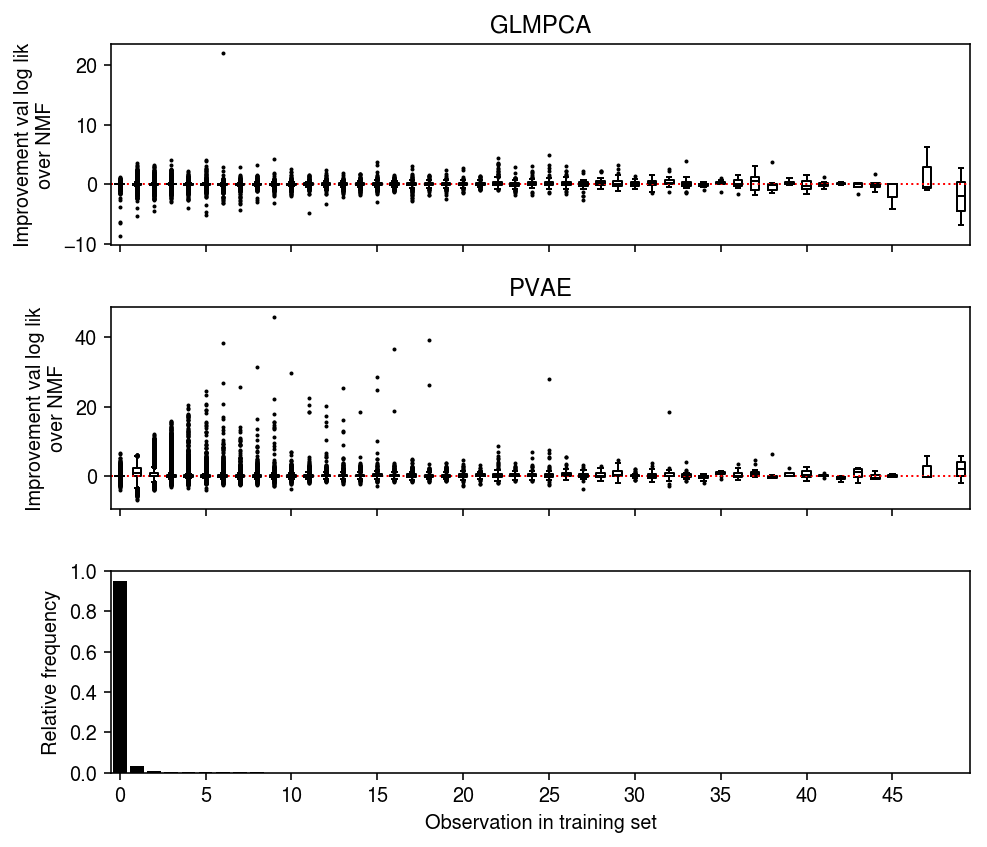 GLMPCA
Improvement val log lik
over NMF
20
10
0
−10
PVAE
Improvement val log lik
over NMF
40
20
0
Relative frequency
1.0
0.8
0.6
0.4
0.2
0.0
0 5 10 15 20 25 30 35 40 45
Observation in training set